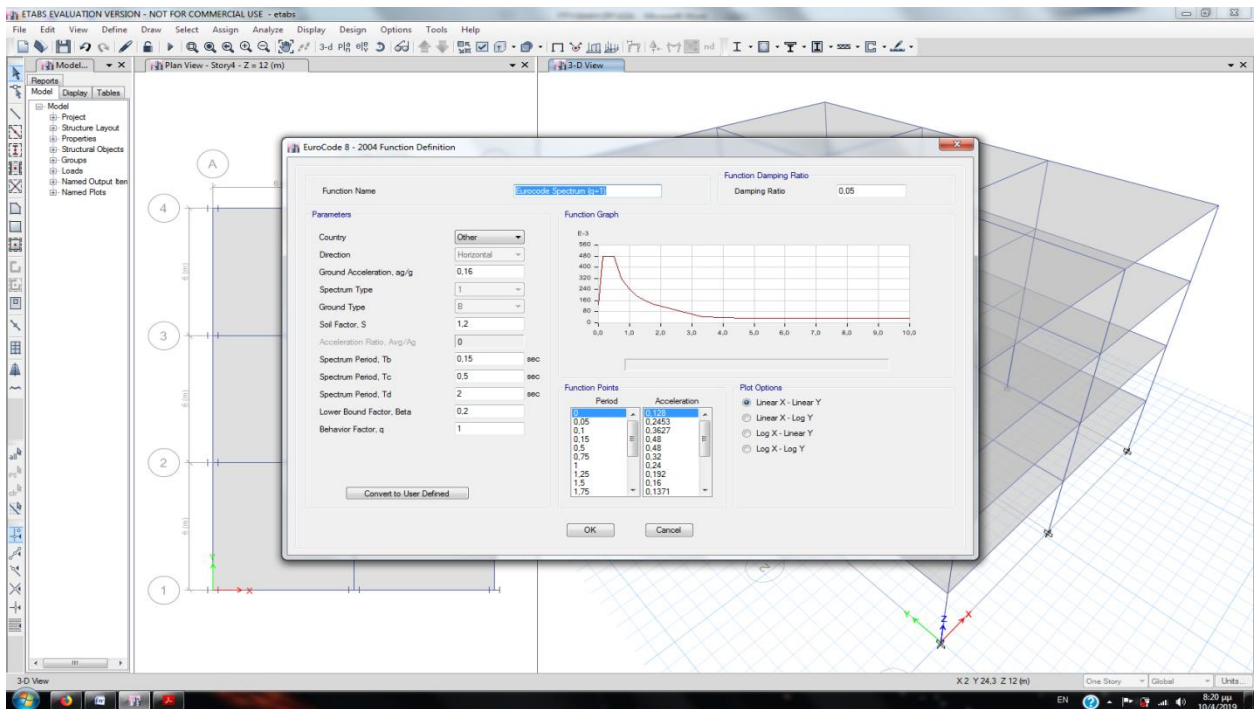 ETABS EVALUATION VERSION - NOT FOR COMMERCIAL USE - etabs
File Edit View Define Draw Select Assign Analyze Display Design Options Tools Help
3-d
nd
Model...
Plan View - Story4 - Z = 12 (m)
3-D View
Reports
Model Display Tables
Model
Project
Structure Layout
Properties
Structural Objects
Groups
Loads
Named Output Item
Named Plots
A
4
3
2
1
6 (m)
6 (m)
6 (m)
Y
X
EuroCode 8 - 2004 Function Definition
Function Name
Eurocode Spectrum (q=1)
Function Damping Ratio
Damping Ratio
0,05
Parameters
Country
Other
Direction
Horizontal
Ground Acceleration, ag/g
0,16
Spectrum Type
1
Ground Type
B
Soil Factor, S
1,2
Acceleration Ratio, Avg/Ag
0
Spectrum Period, Tb
0,15
sec
Spectrum Period, Tc
0,5
sec
Spectrum Period, Td
2
sec
Lower Bound Factor, Beta
0,2
Behavior Factor, q
1
Convert to User Defined
Function Graph
E-3
560
480
400
320
240
160
80
0
0,0 1,0 2,0 3,0 4,0 5,0 6,0 7,0 8,0 9,0 10,0
Function Points
Period Acceleration
0 0,128
0,05 0,2453
0,1 0,3627
0,15 0,48
0,5 0,48
0,75 0,32
1 0,24
1,25 0,192
1,5 0,16
1,75 0,1371
Plot Options
Linear X - Linear Y
Linear X - Log Y
Log X - Linear Y
Log X - Log Y
OK
Cancel
Y
Z
X
3-D View
X 2 Y 24,3 Z 12 (m)
One Story
Global
Units...
EN
8:20 μμ
10/4/2019